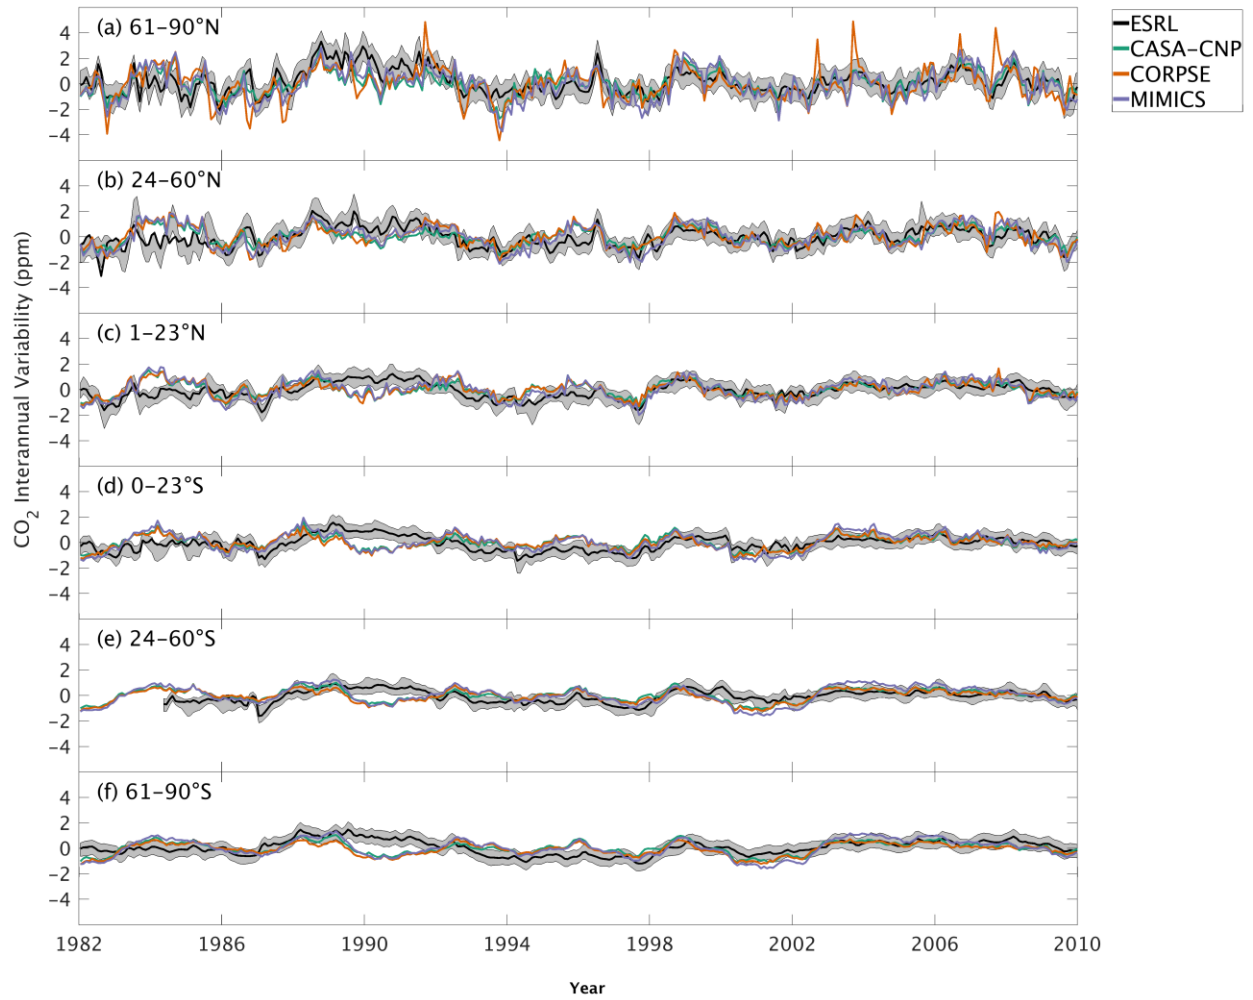 ESRL
CASA-CNP
CORPSE
MIMICS
CO2 Interannual Variability (ppm)
(a) 61-90°N
4
2
0
-2
-4
(b) 24-60°N
4
2
0
-2
-4
(c) 1-23°N
4
2
0
-2
-4
(d) 0-23°S
4
2
0
-2
-4
(e) 24-60°S
4
2
0
-2
-4
(f) 61-90°S
4
2
0
-2
-4
1982 1986 1990 1994 1998 2002 2006 2010
Year